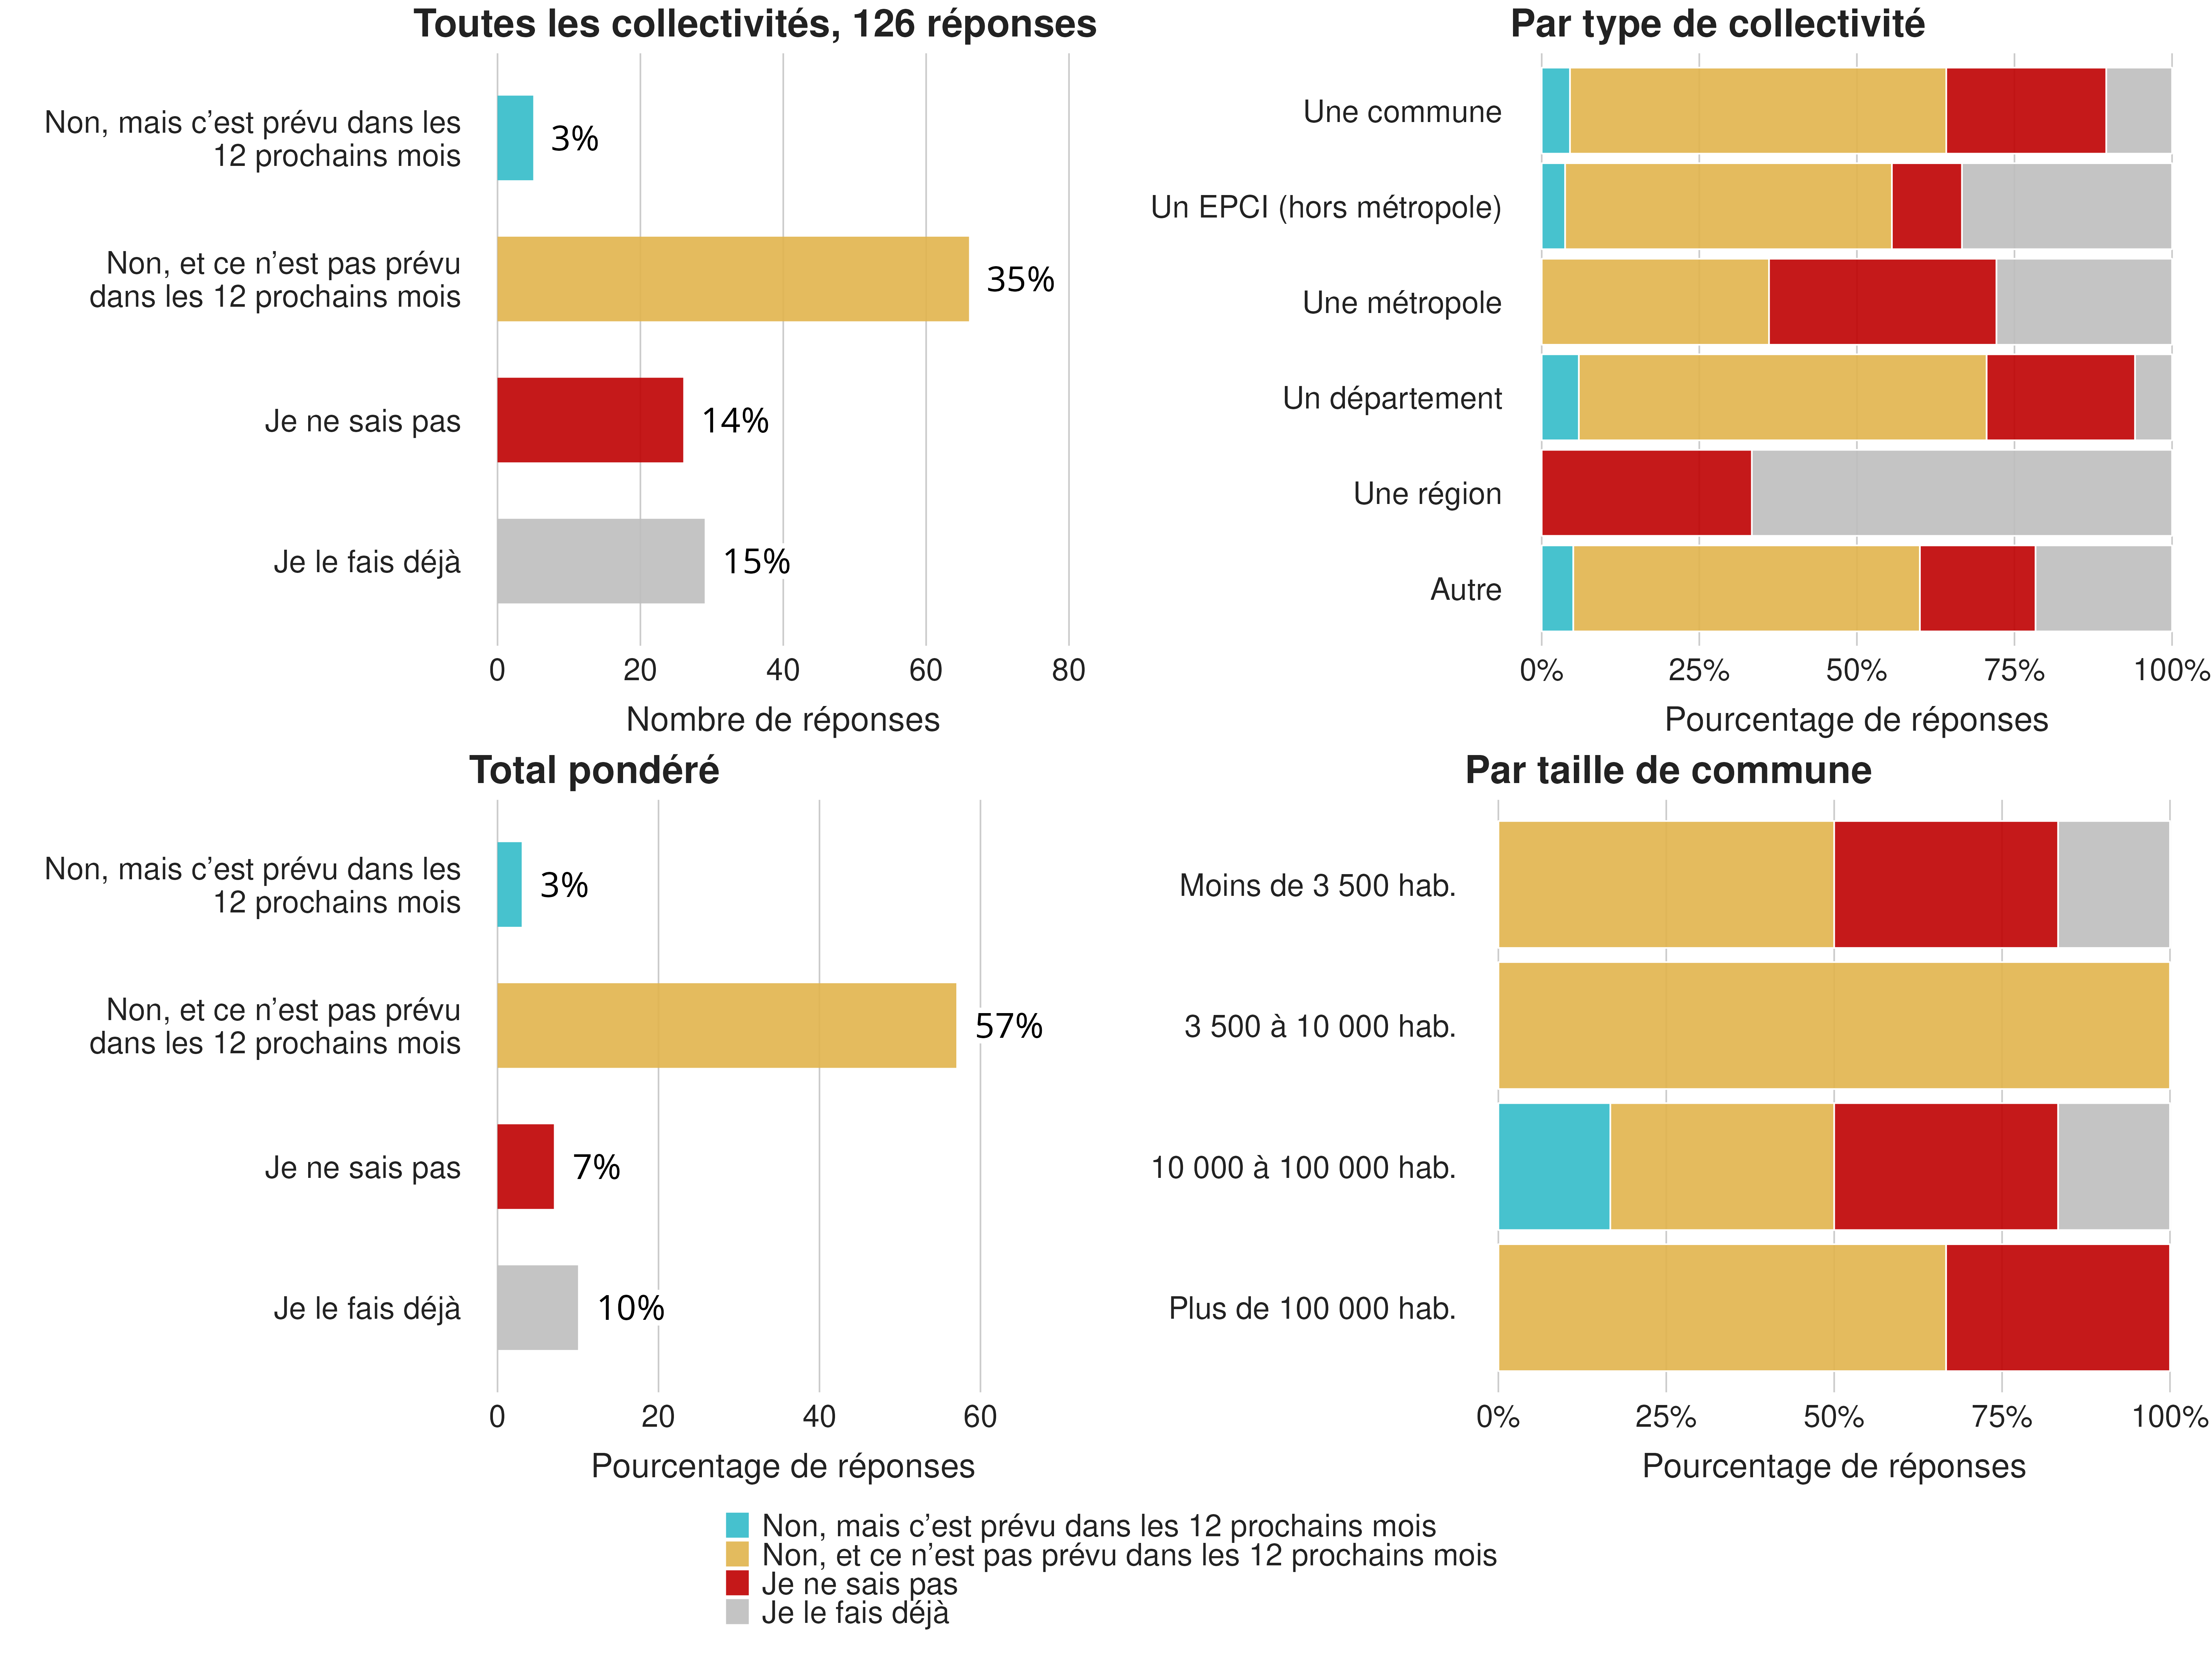 Toutes les collectivités, 126 réponses
Non, mais c’est prévu dans les
12 prochains mois
3%
Non, et ce n’est pas prévu
dans les 12 prochains mois
35%
Je ne sais pas
14%
Je le fais déjà
15%
0 20 40 60 80
Nombre de réponses
Par type de collectivité
Une commune
Un EPCI (hors métropole)
Une métropole
Un département
Une région
Autre
0% 25% 50% 75% 100%
Pourcentage de réponses
Total pondéré
Non, mais c’est prévu dans les
12 prochains mois
3%
Non, et ce n’est pas prévu
dans les 12 prochains mois
57%
Je ne sais pas
7%
Je le fais déjà
10%
0 20 40 60
Pourcentage de réponses
Par taille de commune
Moins de 3 500 hab.
3 500 à 10 000 hab.
10 000 à 100 000 hab.
Plus de 100 000 hab.
0% 25% 50% 75% 100%
Pourcentage de réponses
Non, mais c’est prévu dans les 12 prochains mois
Non, et ce n’est pas prévu dans les 12 prochains mois
Je ne sais pas
Je le fais déjà